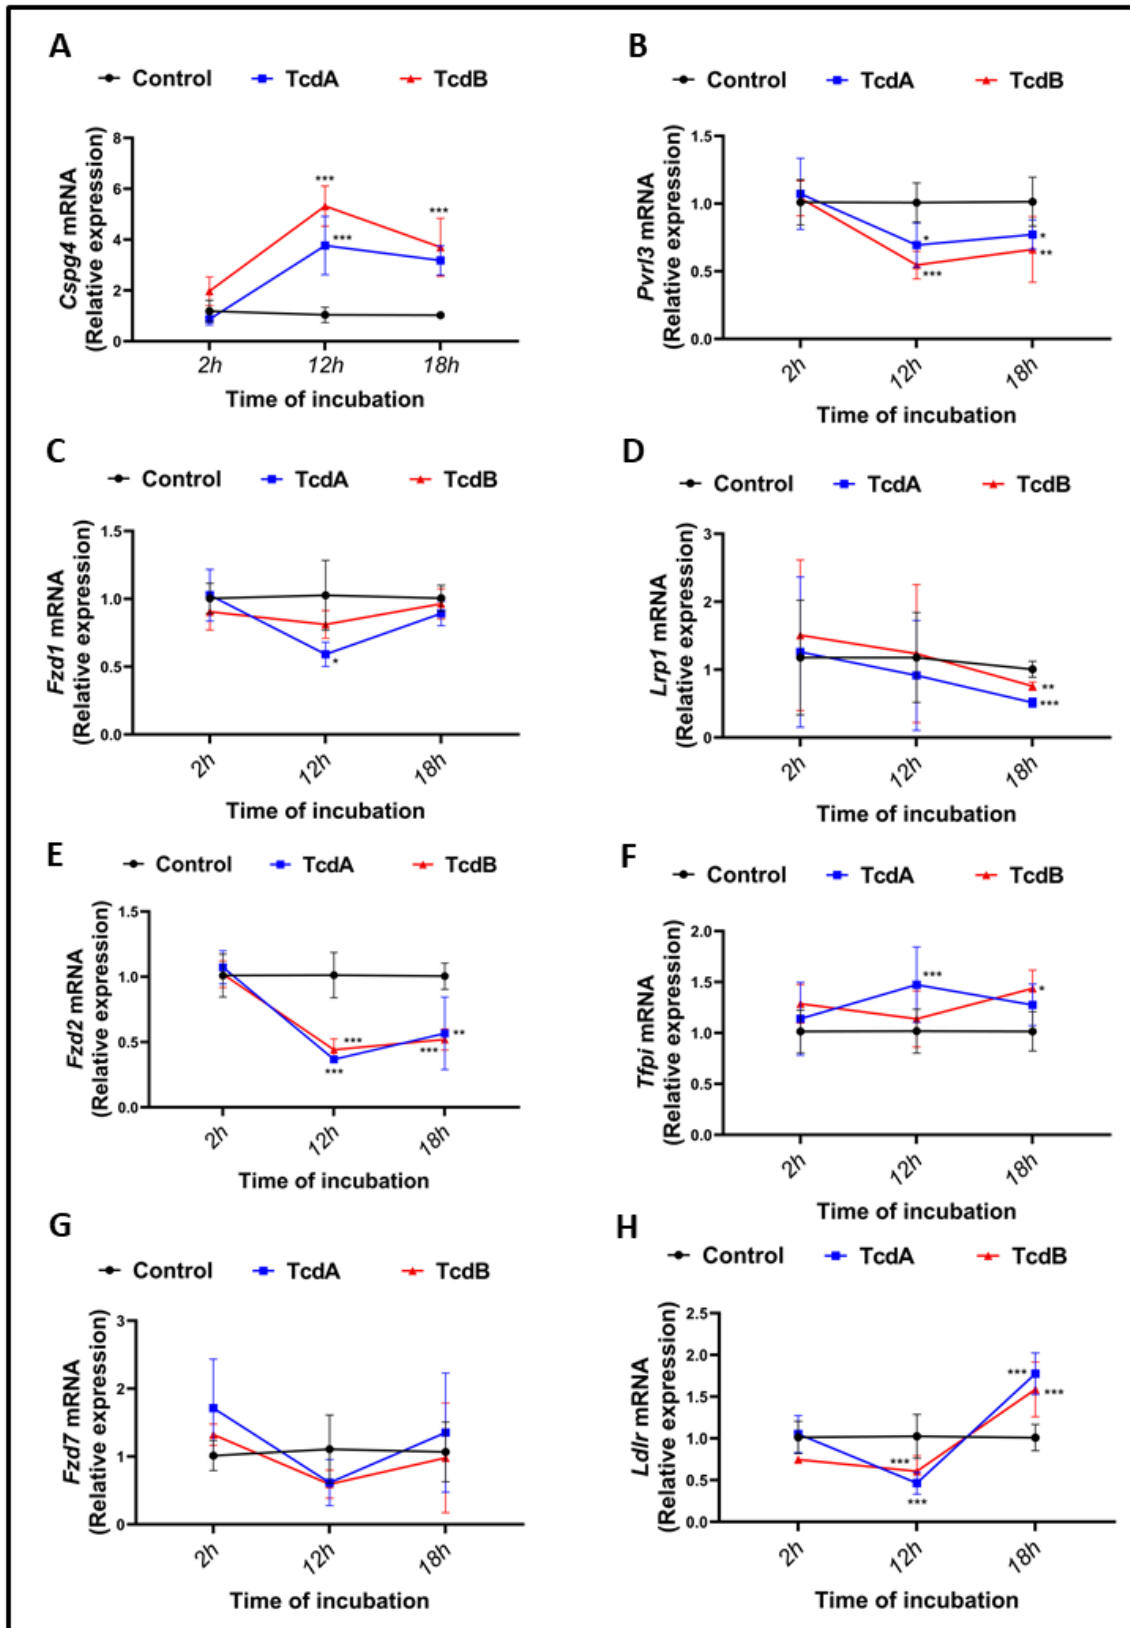 A
Control TcdA TcdB
Cspg4 mRNA
(Relative expression)
8
6
4
2
0
***
***
***
2h 12h 18h
Time of incubation
B
Control TcdA TcdB
Pvrl3 mRNA
(Relative expression)
1.5
1.0
0.5
0.0
*
***
*
**
2h 12h 18h
Time of incubation
C
Control TcdA TcdB
Fzd1 mRNA
(Relative expression)
1.5
1.0
0.5
0.0
*
2h 12h 18h
Time of incubation
D
Control TcdA TcdB
Lrp1 mRNA
(Relative expression)
3
2
1
0
**
***
2h 12h 18h
Time of incubation
E
Control TcdA TcdB
Fzd2 mRNA
(Relative expression)
1.5
1.0
0.5
0.0
***
***
**
***
2h 12h 18h
Time of incubation
F
Control TcdA TcdB
Tfpi mRNA
(Relative expression)
2.0
1.5
1.0
0.5
0.0
***
*
2h 12h 18h
Time of incubation
G
Control TcdA TcdB
Fzd7 mRNA
(Relative expression)
3
2
1
0
2h 12h 18h
Time of incubation
H
Control TcdA TcdB
Ldlr mRNA
(Relative expression)
2.5
2.0
1.5
1.0
0.5
0.0
***
***
***
***
2h 12h 18h
Time of incubation